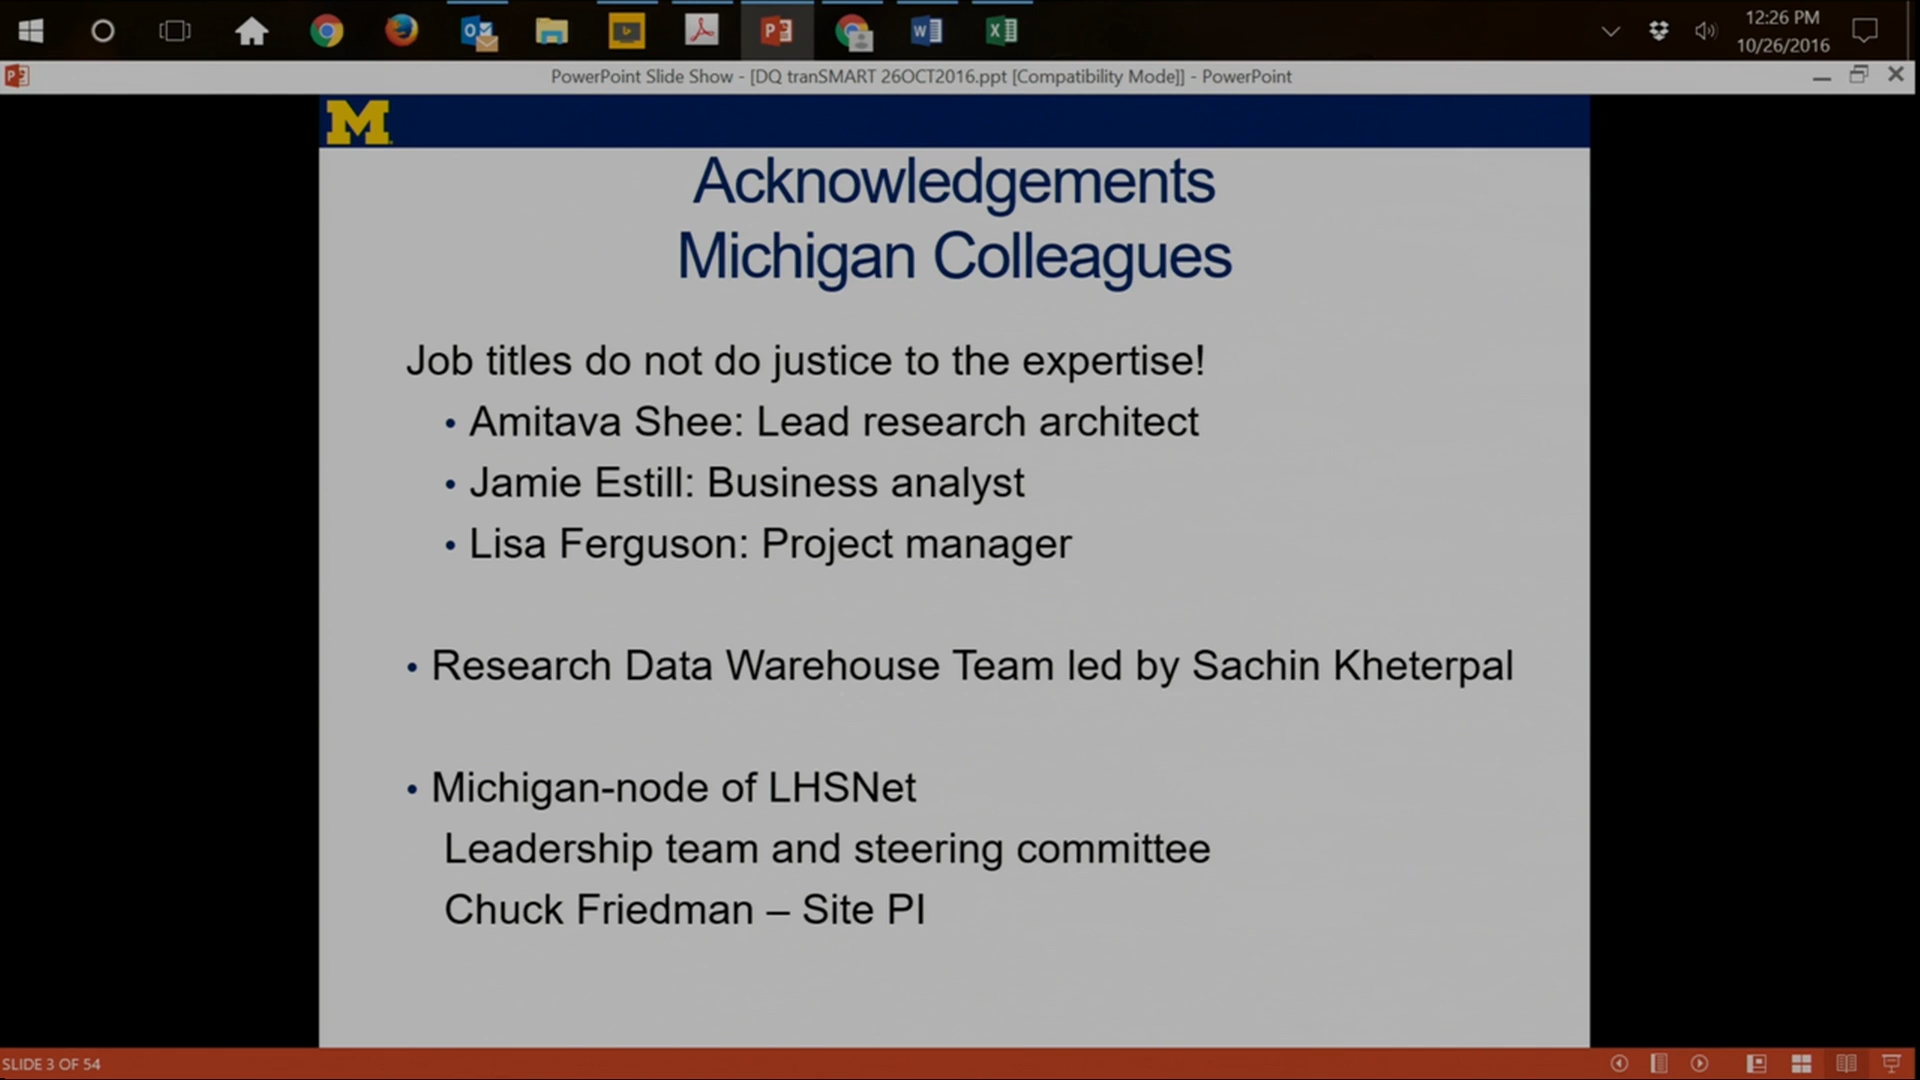 12:26 PM
10/26/2016
PowerPoint Slide Show - [DQ tranSMART 26OCT2016.ppt [Compatibility Mode]] - PowerPoint
M
Acknowledgements
Michigan Colleagues
Job titles do not do justice to the expertise!
• Amitava Shee: Lead research architect
• Jamie Estill: Business analyst
• Lisa Ferguson: Project manager
• Research Data Warehouse Team led by Sachin Kheterpal
• Michigan-node of LHSNet
Leadership team and steering committee
Chuck Friedman – Site PI
SLIDE 3 OF 54